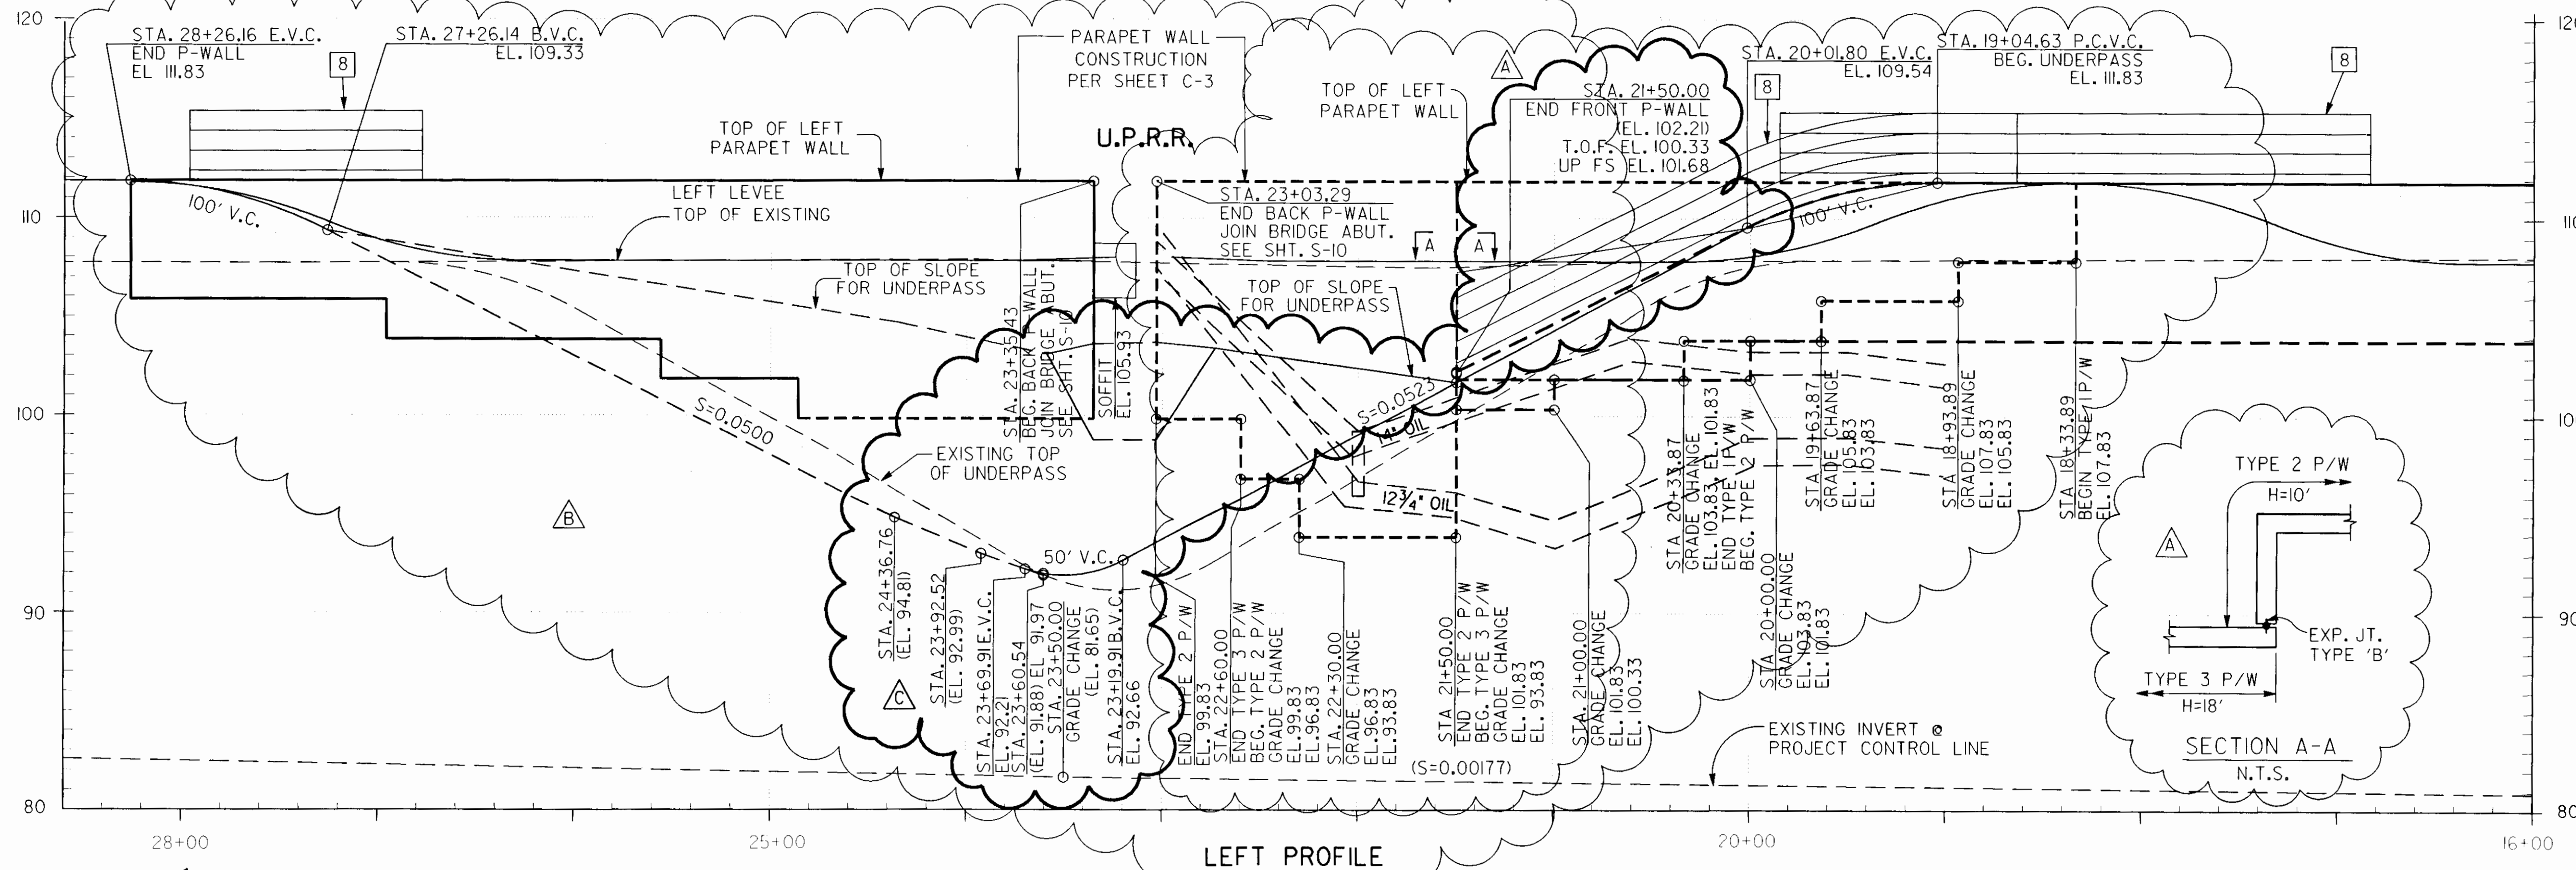 120
110
100
90
80
STA. 28+26.16 E.V.C.
END P-WALL
EL 111.83
8
STA. 27+26.14 B.V.C.
EL. 109.33
100' V.C.
TOP OF LEFT
PARAPET WALL
LEFT LEVEE
TOP OF EXISTING
TOP OF SLOPE
FOR UNDERPASS
S=0.0500
EXISTING TOP
OF UNDERPASS
B
PARAPET WALL
CONSTRUCTION
PER SHEET C-3
U.P.R.R.
STA. 23+35.43
BEG. BACK P-WALL
JOIN BRIDGE ABUT.
SEE SHT. S-10
SOFFIT
EL. 105.93
STA. 23+03.29
END BACK P-WALL
JOIN BRIDGE ABUT.
SEE SHT. S-10
TOP OF LEFT
PARAPET WALL
A
A
TOP OF SLOPE
FOR UNDERPASS
A
STA. 21+50.00
END FRONT P-WALL
(EL. 102.21)
T.O.F. EL. 100.33
UP FS EL. 101.68
STA. 20+01.80 E.V.C.
EL. 109.54
8
STA. 19+04.63 P.C.V.C.
BEG. UNDERPASS
EL. 111.83
8
100' V.C.
S=0.0523
14" OIL
12¾" OIL
50' V.C.
STA. 24+36.76
(EL. 94.81)
C
STA. 23+92.52
(EL. 92.99)
STA. 23+69.91 E.V.C.
EL. 92.21
STA. 23+60.54
(EL. 91.88) EL 91.97
STA. 23+50.00
GRADE CHANGE
(EL. 81.65)
STA. 23+19.91 B.V.C.
EL. 92.66
END TYPE 2 P/W
EL. 99.83
STA. 22+60.00
END TYPE 3 P/W
BEG. TYPE 2 P/W
GRADE CHANGE
EL. 99.83
EL. 96.83
STA. 22+30.00
GRADE CHANGE
EL. 96.83
EL. 93.83
STA. 21+50.00
END TYPE 2 P/W
BEG. TYPE 3 P/W
GRADE CHANGE
EL. 101.83
EL. 93.83
STA. 21+00.00
GRADE CHANGE
EL. 101.83
EL. 100.33
STA 20+33.87
GRADE CHANGE
EL. 103.83, EL. 101.83
END TYPE 1P/W
BEG. TYPE 2 P/W
STA 20+00.00
GRADE CHANGE
EL. 103.83
EL. 101.83
STA. 19+63.87
GRADE CHANGE
EL. 105.83
EL. 103.83
STA 18+93.89
GRADE CHANGE
EL. 107.83
EL. 105.83
STA. 18+33.89
BEGIN TYPE 1P/W
EL. 107.83
(S=0.00177)
EXISTING INVERT @
PROJECT CONTROL LINE
A
TYPE 2 P/W
H=10'
EXP. JT.
TYPE 'B'
TYPE 3 P/W
H=18'
SECTION A-A
N.T.S.
110
90
80
28+00
25+00
20+00
16+00
LEFT PROFILE